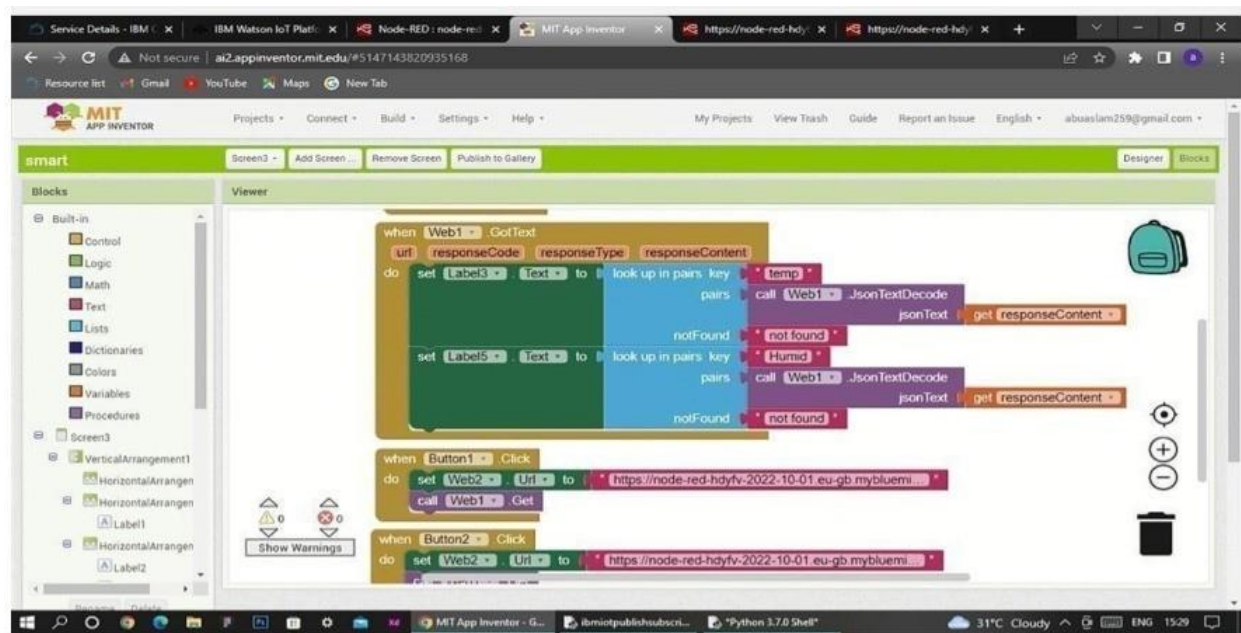 Service Details - IBM C
IBM Watson IoT Platfo
Node-RED : node-red
MIT App Inventor
https://node-red-hdy
https://node-red-hdy
Not secure | ai2.appinventor.mit.edu/#5147143820935168
Resource list Gmail YouTube Maps New Tab
MIT
APP INVENTOR
Projects Connect Build Settings Help My Projects View Trash Guide Report an Issue English abuaslam259@gmail.com
smart Screen3 Add Screen ... Remove Screen Publish to Gallery Designer Blocks
Blocks Viewer
Built-in
Control
Logic
Math
Text
Lists
Dictionaries
Colors
Variables
Procedures
Screen3
VerticalArrangement1
HorizontalArrangen
HorizontalArrangen
Label1
HorizontalArrangen
Label2
Rename Delete
when Web1 .GotText
url responseCode responseType responseContent
do set Label3 . Text to look up in pairs key " temp "
pairs call Web1 .JsonTextDecode
jsonText get responseContent
notFound " not found "
set Label5 . Text to look up in pairs key " Humid "
pairs call Web1 .JsonTextDecode
jsonText get responseContent
notFound " not found "
when Button1 .Click
do set Web2 . Url to " https://node-red-hdyfv-2022-10-01.eu-gb.mybluemi... "
call Web1 .Get
when Button2 .Click
do set Web2 . Url to " https://node-red-hdyfv-2022-10-01.eu-gb.mybluemi... "
0 0
Show Warnings
MIT App Inventor - G... ibmiotpublishsubscri... *Python 3.7.0 Shell* 31°C Cloudy ENG 15:29